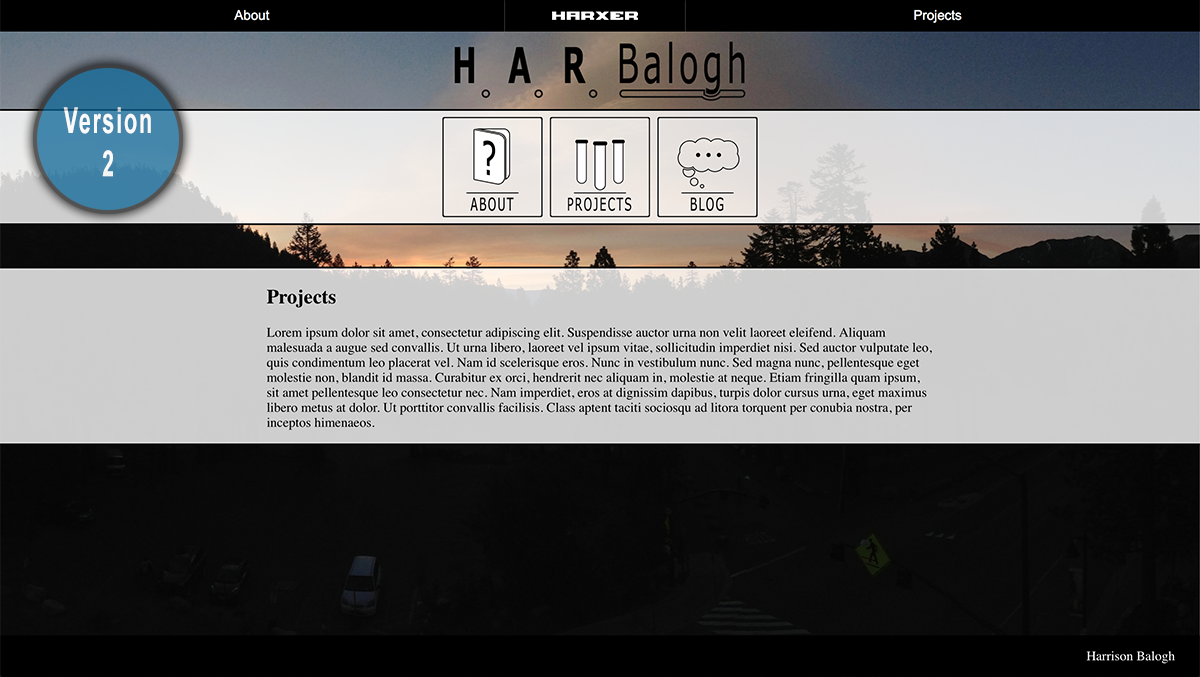 About HARXER Projects
H. A. R. Balogh
Version
2
?
ABOUT PROJECTS BLOG
Projects
Lorem ipsum dolor sit amet, consectetur adipiscing elit. Suspendisse auctor urna non velit laoreet eleifend. Aliquam
malesuada a augue sed convallis. Ut urna libero, laoreet vel ipsum vitae, sollicitudin imperdiet nisi. Sed auctor vulputate leo,
quis condimentum leo placerat vel. Nam id scelerisque eros. Nunc in vestibulum nunc. Sed magna nunc, pellentesque eget
molestie non, blandit id massa. Curabitur ex orci, hendrerit nec aliquam in, molestie at neque. Etiam fringilla quam ipsum,
sit amet pellentesque leo consectetur nec. Nam imperdiet, eros at dignissim dapibus, turpis dolor cursus urna, eget maximus
libero metus at dolor. Ut porttitor convallis facilisis. Class aptent taciti sociosqu ad litora torquent per conubia nostra, per
inceptos himenaeos.
Harrison Balogh